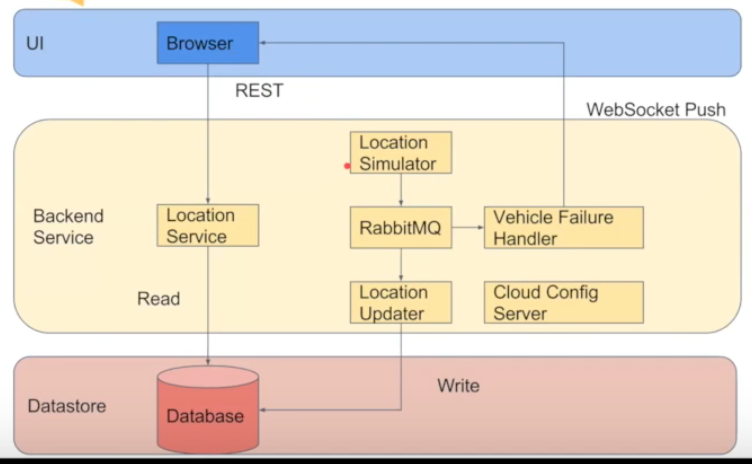 UI
Browser
REST
WebSocket Push
Location
Simulator
Backend
Service
Location
Service
RabbitMQ
Vehicle Failure
Handler
Read
Location
Updater
Cloud Config
Server
Write
Datastore
Database